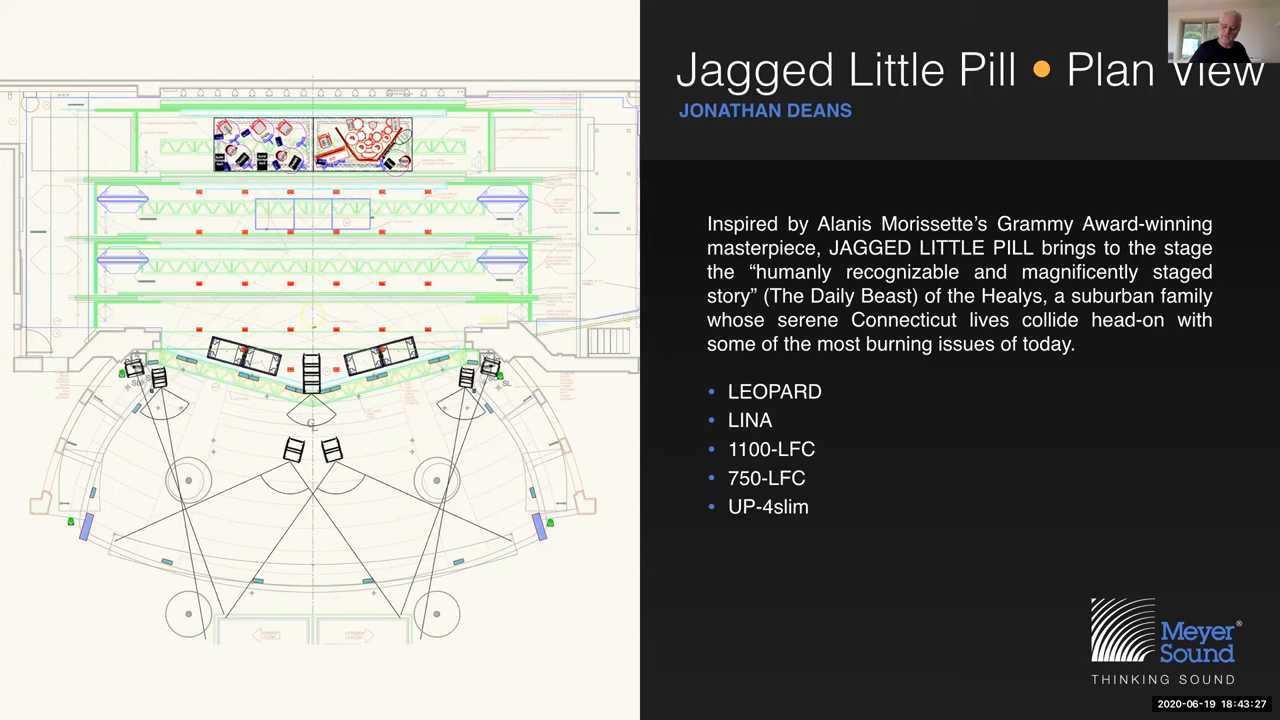 Jagged Little Pill • Plan View
JONATHAN DEANS
Inspired by Alanis Morissette’s Grammy Award-winning
masterpiece, JAGGED LITTLE PILL brings to the stage
the “humanly recognizable and magnificently staged
story” (The Daily Beast) of the Healys, a suburban family
whose serene Connecticut lives collide head-on with
some of the most burning issues of today.
• LEOPARD
• LINA
• 1100-LFC
• 750-LFC
• UP-4slim
SL
Meyer
Sound®
THINKING SOUND
2020-06-19 18:43:27